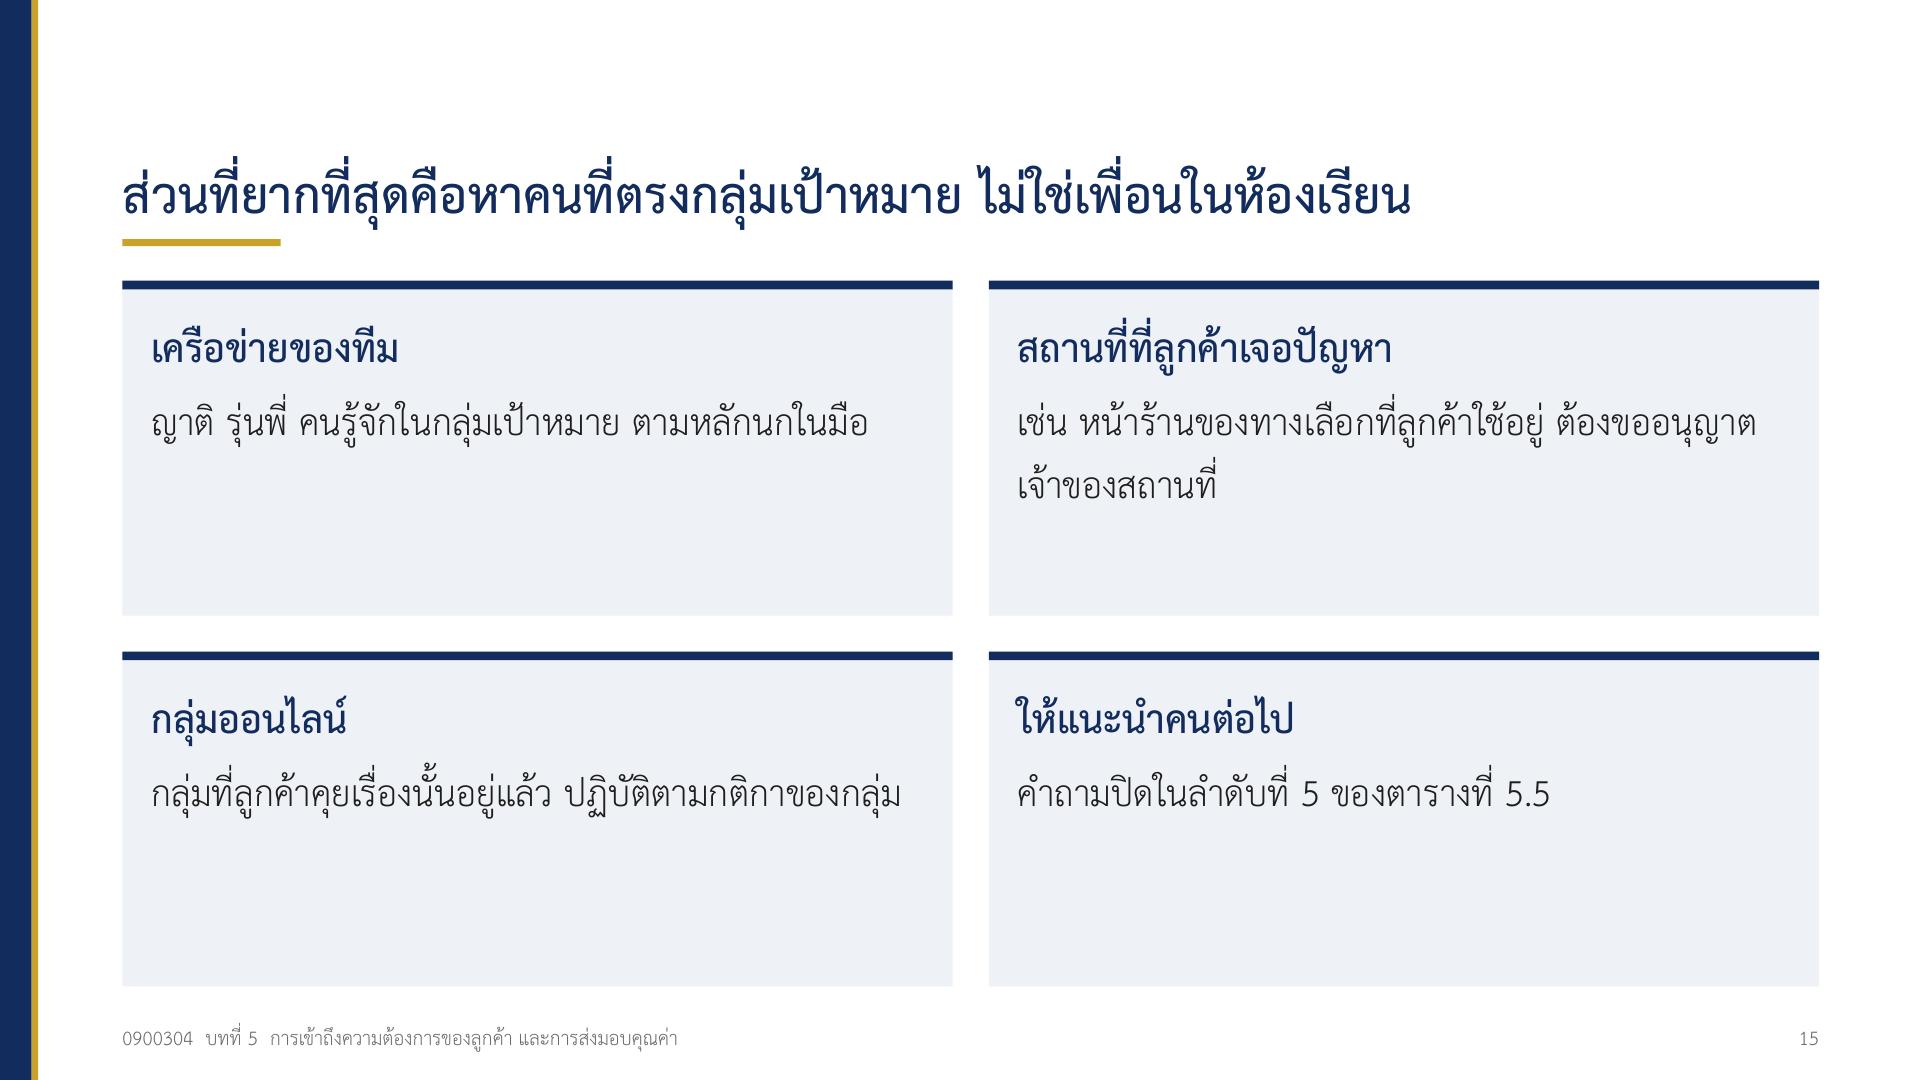 ส่วนที่ยากที่สุดคือหาคนที่ตรงกลุ่มเป้าหมาย ไม่ใช่เพื่อนในห้องเรียน
เครือข่ายของทีม
ญาติ รุ่นพี่ คนรู้จักในกลุ่มเป้าหมาย ตามหลักนกในมือ
สถานที่ที่ลูกค้าเจอปัญหา
เช่น หน้าร้านของทางเลือกที่ลูกค้าใช้อยู่ ต้องขออนุญาต
เจ้าของสถานที่
กลุ่มออนไลน์
กลุ่มที่ลูกค้าคุยเรื่องนั้นอยู่แล้ว ปฏิบัติตามกติกาของกลุ่ม
ให้แนะนำคนต่อไป
คำถามปิดในลำดับที่ 5 ของตารางที่ 5.5
0900304 บทที่ 5 การเข้าถึงความต้องการของลูกค้า และการส่งมอบคุณค่า
15